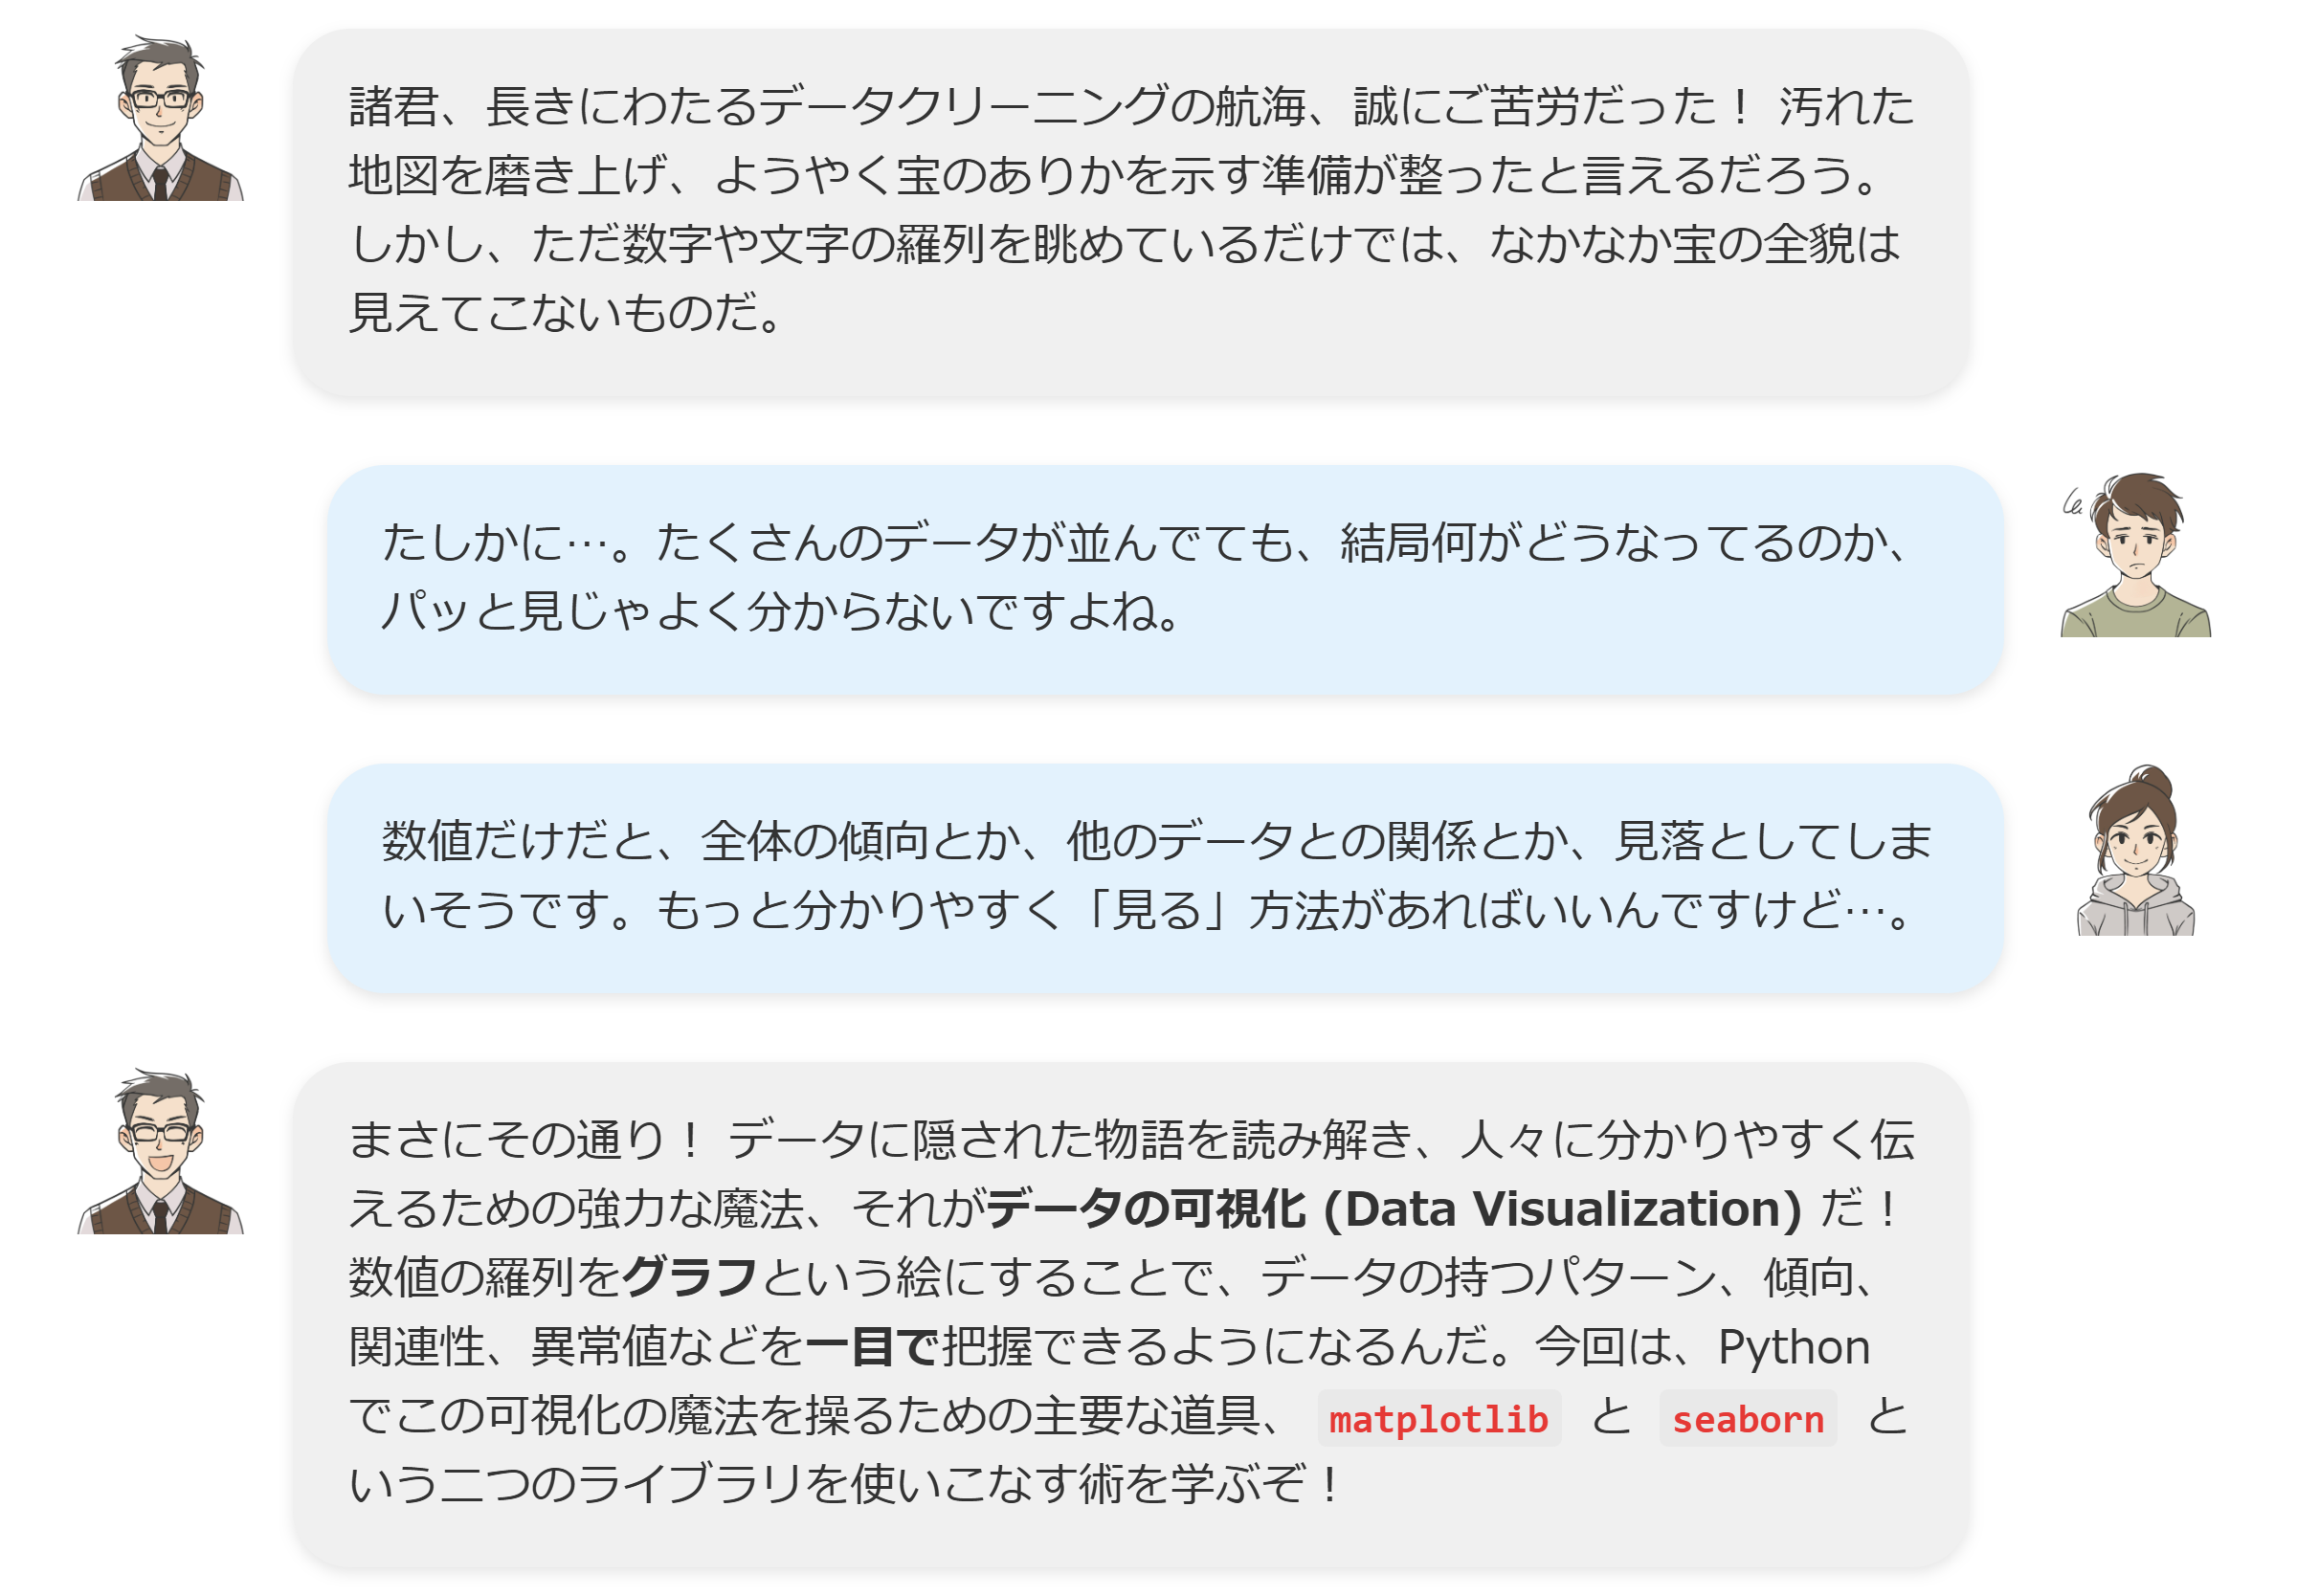 諸君、長きにわたるデータクリーニングの航海、誠にご苦労だった！ 汚れた
地図を磨き上げ、ようやく宝のありかを示す準備が整ったと言えるだろう。
しかし、ただ数字や文字の羅列を眺めているだけでは、なかなか宝の全貌は
見えてこないものだ。
たしかに…。たくさんのデータが並んでても、結局何がどうなってるのか、
パッと見じゃよく分からないですよね。
数値だけだと、全体の傾向とか、他のデータとの関係とか、見落としてしま
いそうです。もっと分かりやすく「見る」方法があればいいんですけど…。
まさにその通り！ データに隠された物語を読み解き、人々に分かりやすく伝
えるための強力な魔法、それがデータの可視化 (Data Visualization) だ！
数値の羅列をグラフという絵にすることで、データの持つパターン、傾向、
関連性、異常値などを一目で把握できるようになるんだ。今回は、Python
でこの可視化の魔法を操るための主要な道具、 matplotlib と seaborn と
いう二つのライブラリを使いこなす術を学ぶぞ！